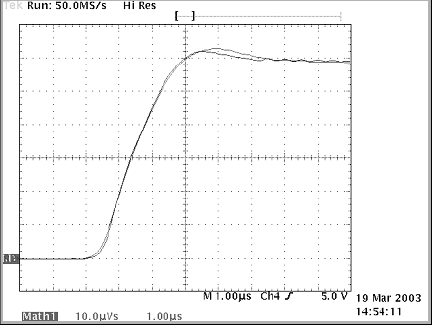 Tek Run: 50.0MS/s Hi Res
M 1.00µs Ch4 5.0 V
Math1 10.0µVs 1.00µs
19 Mar 2003
14:54:11